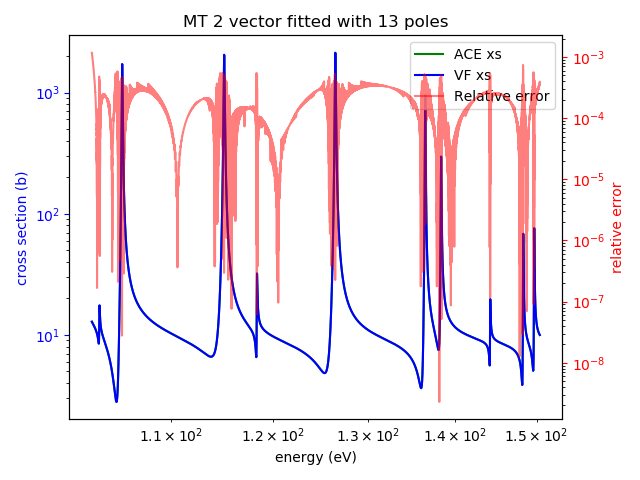 MT 2 vector fitted with 13 poles
ACE xs
VF xs
Relative error
cross section (b)
10³
10²
10¹
10⁻³
10⁻⁴
10⁻⁵
10⁻⁶
10⁻⁷
10⁻⁸
relative error
1.1 × 10² 1.2 × 10² 1.3 × 10² 1.4 × 10² 1.5 × 10²
energy (eV)